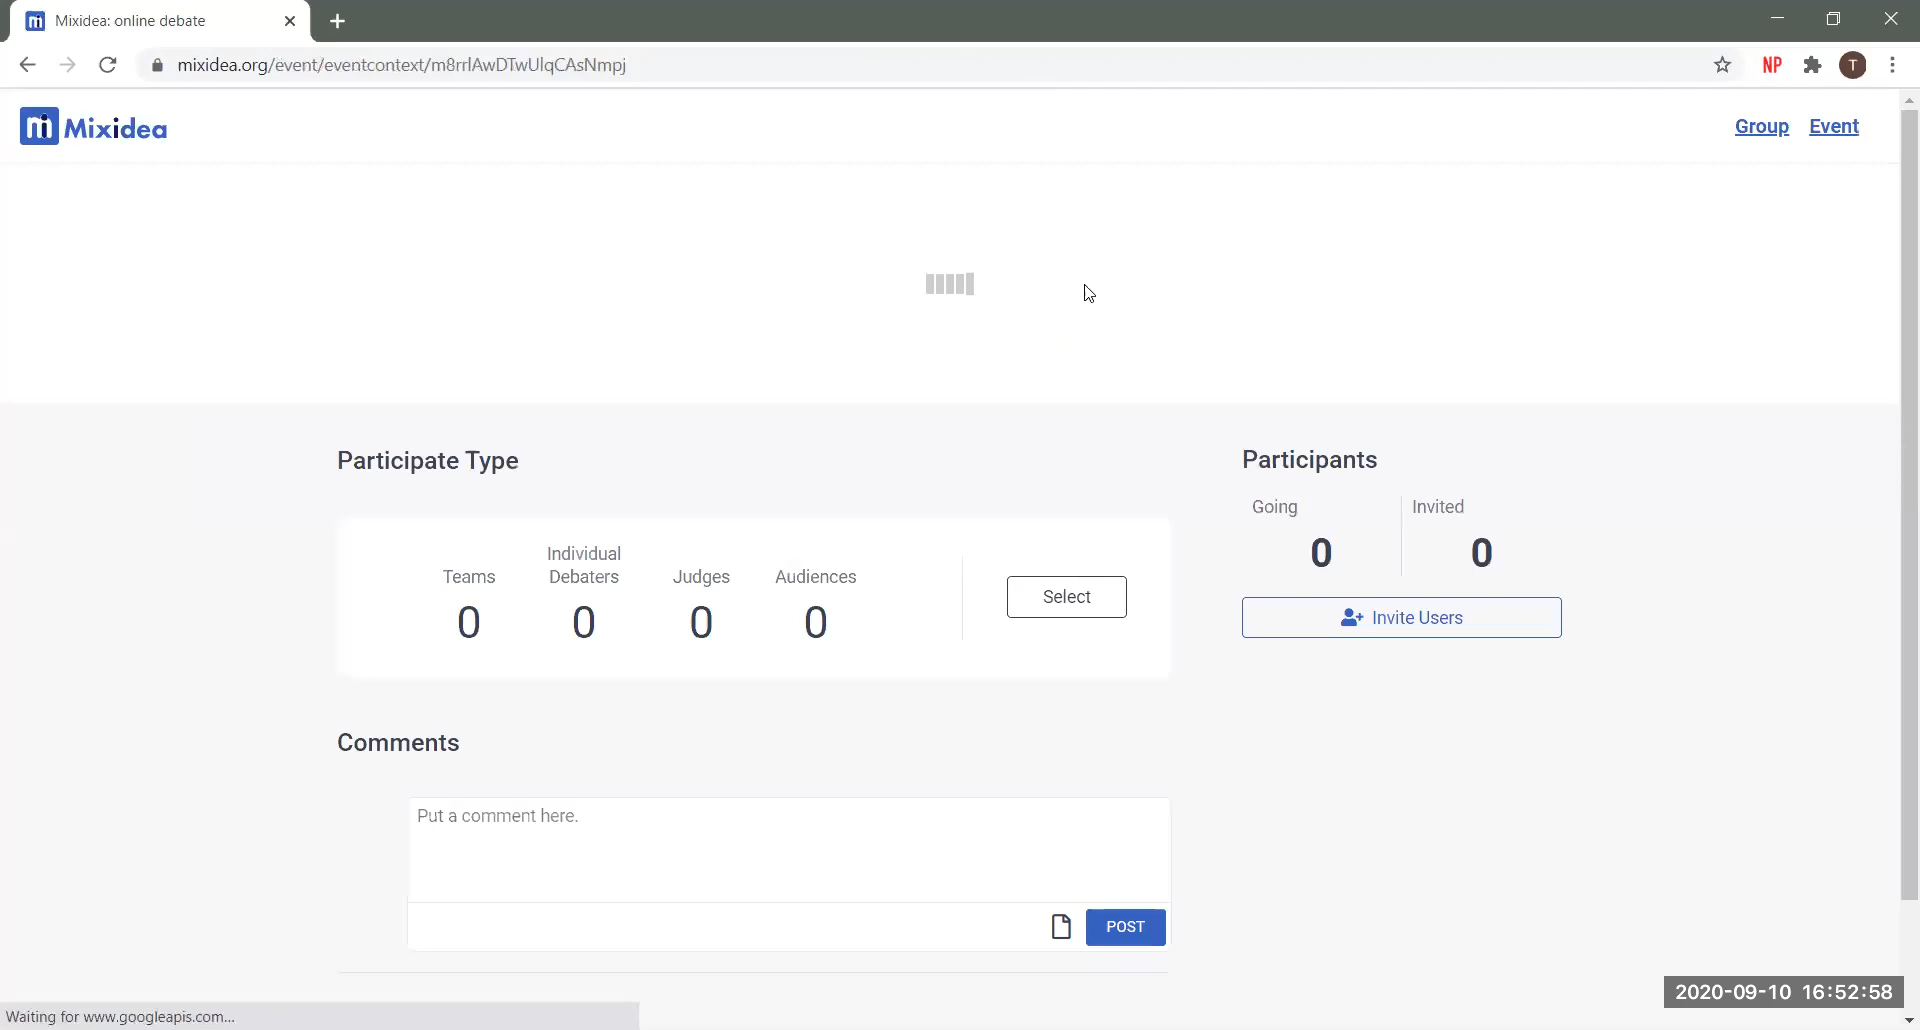 Mixidea: online debate
mixidea.org/event/eventcontext/m8rrlAwDTwUlqCAsNmpj
NP
T
Mixidea
Group Event
Participate Type
Participants
Going Invited
0 0
Invite Users
Teams Individual Debaters Judges Audiences
0 0 0 0
Select
Comments
Put a comment here.
POST
2020-09-10 16:52:58
Waiting for www.googleapis.com...